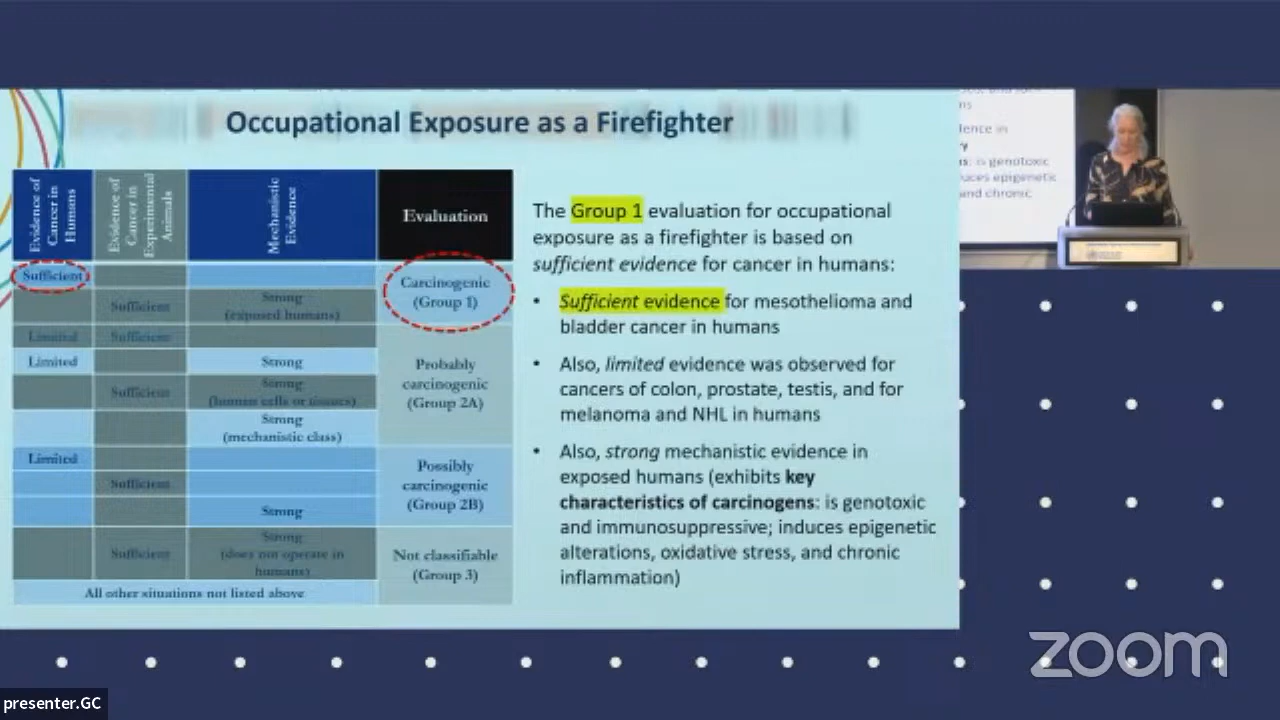 Occupational Exposure as a Firefighter
Evidence of
Cancer in
Humans
Evidence of
Cancer in
Experimental
Animals
Mechanistic
Evidence
Evaluation
Sufficient
Carcinogenic
(Group 1)
Sufficient
Strong
(exposed humans)
Limited
Sufficient
Limited
Strong
Probably
carcinogenic
(Group 2A)
Sufficient
Strong
(human cells or tissues)
Strong
(mechanistic class)
Limited
Possibly
carcinogenic
(Group 2B)
Sufficient
Strong
Sufficient
Strong
(does not operate in
humans)
Not classifiable
(Group 3)
All other situations not listed above
The Group 1 evaluation for occupational
exposure as a firefighter is based on
sufficient evidence for cancer in humans:
• Sufficient evidence for mesothelioma and
bladder cancer in humans
• Also, limited evidence was observed for
cancers of colon, prostate, testis, and for
melanoma and NHL in humans
• Also, strong mechanistic evidence in
exposed humans (exhibits key
characteristics of carcinogens: is genotoxic
and immunosuppressive; induces epigenetic
alterations, oxidative stress, and chronic
inflammation)
is genotoxic
epigenetic
and chronic
zoom
presenter.GC